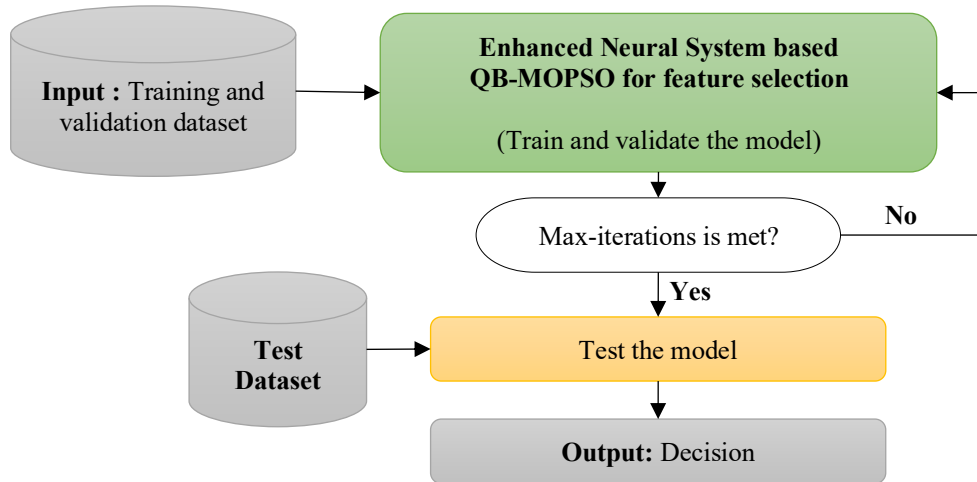 Input : Training and
validation dataset
Enhanced Neural System based
QB-MOPSO for feature selection
(Train and validate the model)
Max-iterations is met?
No
Yes
Test
Dataset
Test the model
Output: Decision